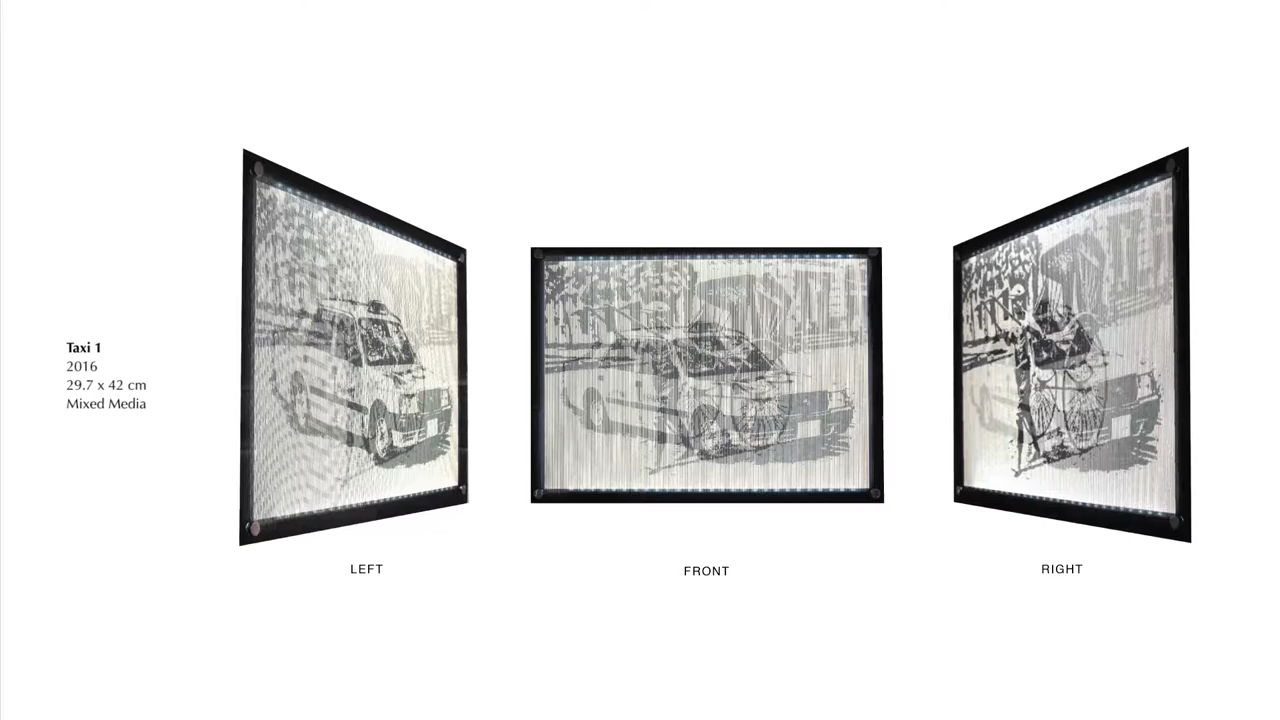 Taxi 1
2016
29.7 x 42 cm
Mixed Media
LEFT
FRONT
RIGHT